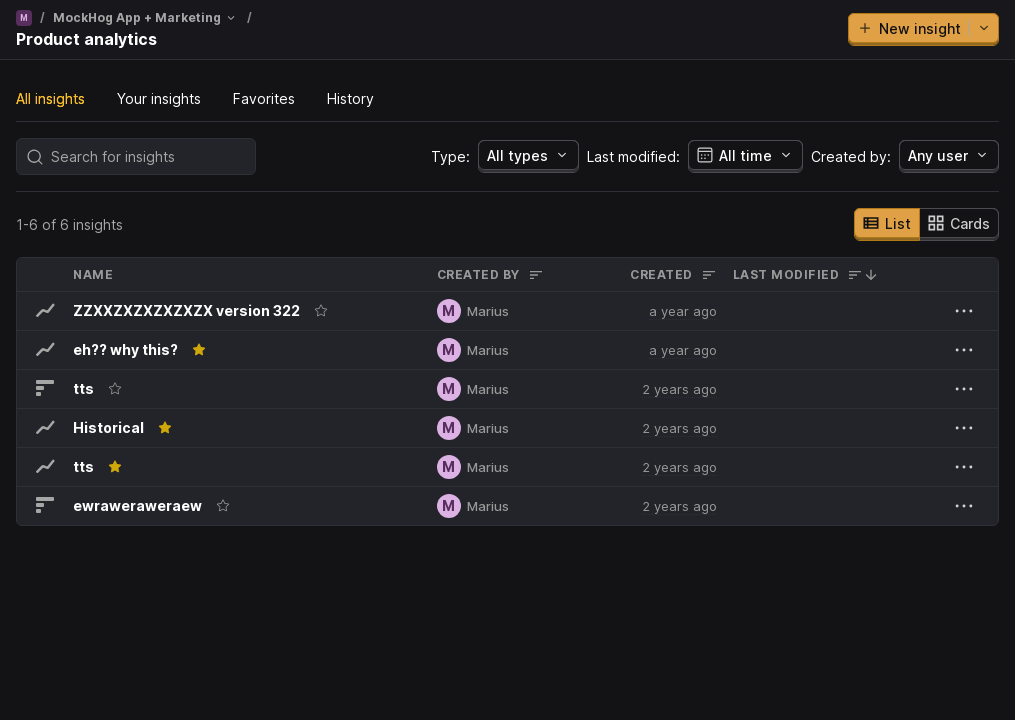 M / MockHog App + Marketing /
Product analytics
New insight
All insights Your insights Favorites History
Search for insights Type: All types Last modified: All time Created by: Any user
1-6 of 6 insights List Cards
NAME CREATED BY CREATED LAST MODIFIED
ZZXXZXZXZXZXZX version 322 M Marius a year ago
eh?? why this? M Marius a year ago
tts M Marius 2 years ago
Historical M Marius 2 years ago
tts M Marius 2 years ago
ewraweraweraew M Marius 2 years ago